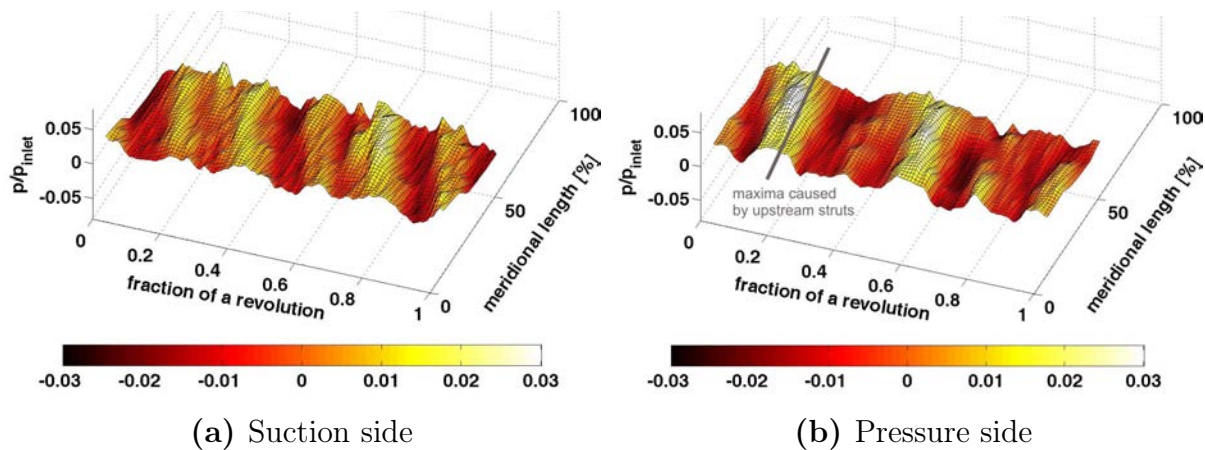 0.05
0
-0.05
p/p_inlet
0
0.2
0.4
0.6
0.8
1
fraction of a revolution
0
50
100
meridional length [%]
-0.03 -0.02 -0.01 0 0.01 0.02 0.03
(a) Suction side
0.05
0
-0.05
p/p_inlet
maxima caused
by upstream struts
0
0.2
0.4
0.6
0.8
1
fraction of a revolution
0
50
100
meridional length [%]
-0.03 -0.02 -0.01 0 0.01 0.02 0.03
(b) Pressure side